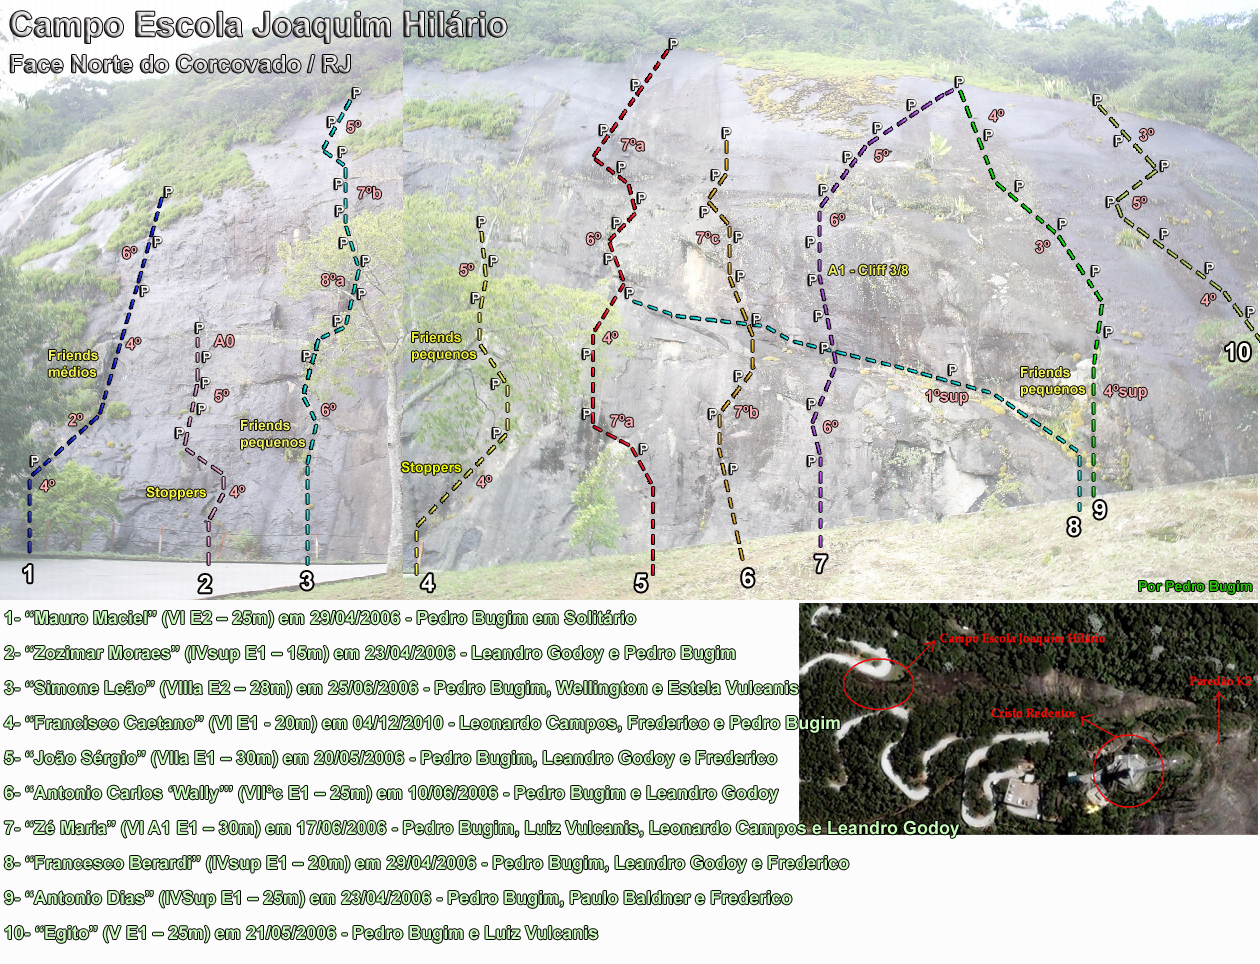 Campo Escola Joaquim Hilário
Face Norte do Corcovado / RJ
P
P
5º
P
P
7ºb
P
P
P
8ºa
P
P
P
6º
Friends
pequenos
3
P
6º
P
P
4º
Friends
médios
2º
P
4º
1
P
A0
P
P
5º
P
P
Stoppers
4º
2
P
5º
P
P
Friends
pequenos
P
P
Stoppers
4º
4
P
P
P
7ºa
P
P
P
6º
P
P
4º
P
P
7ºa
P
5
P
P
P
7ºc
P
P
P
P
7ºb
P
P
6
P
P
P
5º
P
P
6º
P
A1 - Cliff 3/8
P
P
P
P
6º
P
7
P
1ºsup
8
4º
P
P
P
3º
P
P
Friends
pequenos
4ºsup
9
P
3º
P
P
P
5º
P
P
4º
P
10
Por Pedro Bugim
1- “Mauro Maciel” (VI E2 – 25m) em 29/04/2006 - Pedro Bugim em Solitário
2- “Zozimar Moraes” (IVsup E1 – 15m) em 23/04/2006 - Leandro Godoy e Pedro Bugim
3- “Simone Leão” (VIIIa E2 – 28m) em 25/06/2006 - Pedro Bugim, Wellington e Estela Vulcanis
4- “Francisco Caetano” (VI E1 - 20m) em 04/12/2010 - Leonardo Campos, Frederico e Pedro Bugim
5- “João Sérgio” (VIIa E1 – 30m) em 20/05/2006 - Pedro Bugim, Leandro Godoy e Frederico
6- “Antonio Carlos ‘Wally’” (VIIºc E1 – 25m) em 10/06/2006 - Pedro Bugim e Leandro Godoy
7- “Zé Maria” (VI A1 E1 – 30m) em 17/06/2006 - Pedro Bugim, Luiz Vulcanis, Leonardo Campos e Leandro Godoy
8- “Francesco Berardi” (IVsup E1 – 20m) em 29/04/2006 - Pedro Bugim, Leandro Godoy e Frederico
9- “Antonio Dias” (IVSup E1 – 25m) em 23/04/2006 - Pedro Bugim, Paulo Baldner e Frederico
10- “Egito” (V E1 – 25m) em 21/05/2006 - Pedro Bugim e Luiz Vulcanis
Campo Escola Joaquim Hilário
Paredão K2
Cristo Redentor